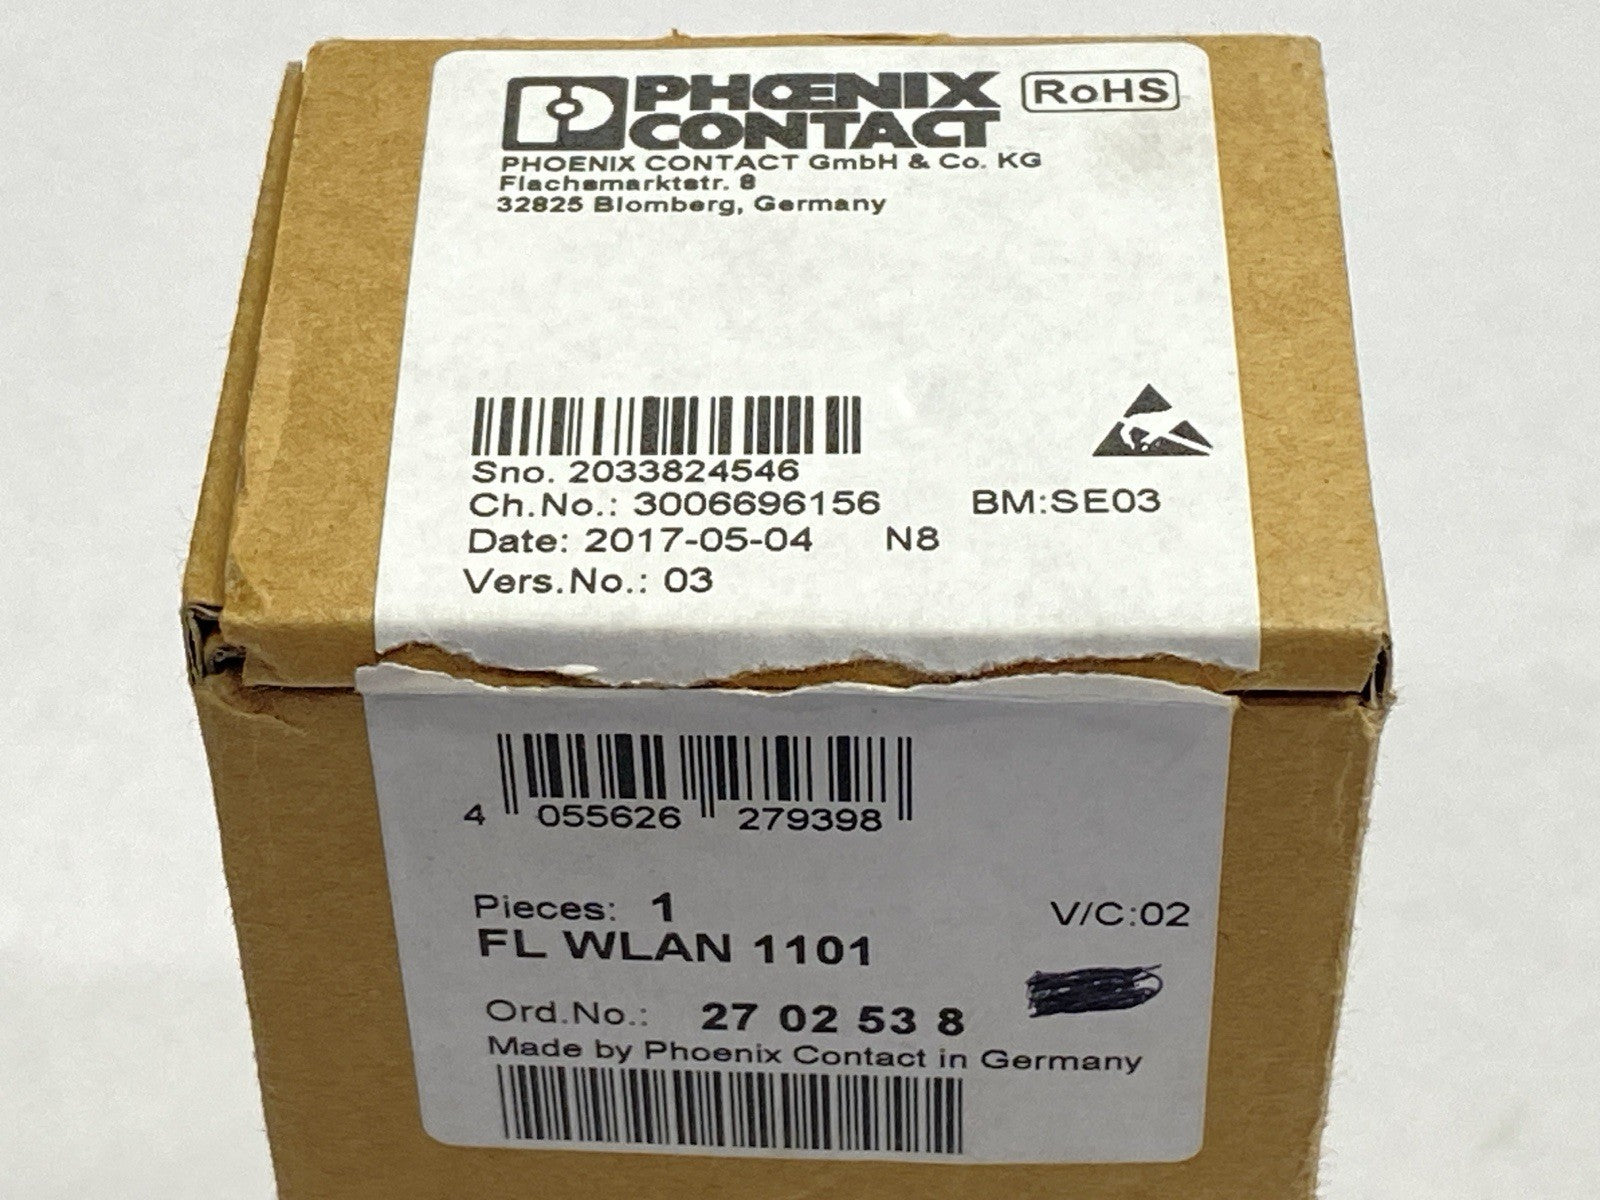 PHŒNIX
CONTACT
RoHS
PHOENIX CONTACT GmbH & Co. KG
Flachsmarktstr. 8
32825 Blomberg, Germany
Sno. 2033824546
Ch.No.: 3006696156 BM:SE03
Date: 2017-05-04 N8
Vers.No.: 03
4 055626 279398
Pieces: 1 V/C:02
FL WLAN 1101
Ord.No.: 27 02 53 8
Made by Phoenix Contact in Germany